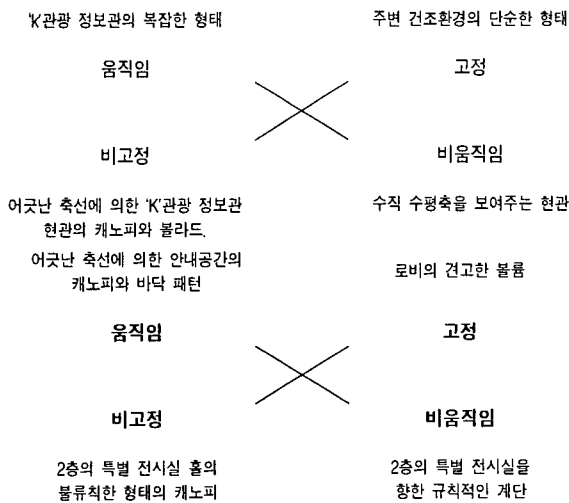 'K'관광 정보관의 복잡한 형태
주변 건조환경의 단순한 형태
움직임
고정
비고정
비움직임
어긋난 축선에 의한 'K'관광 정보관
현관의 캐노피와 볼라드.
수직 수평축을 보여주는 현관
어긋난 축선에 의한 안내공간의
캐노피와 바닥 패턴
로비의 견고한 볼륨
움직임
고정
비고정
비움직임
2층의 특별 전시실 홀의
불류칙한 형태의 캐노피
2층의 특별 전시실을
향한 규칙적인 계단